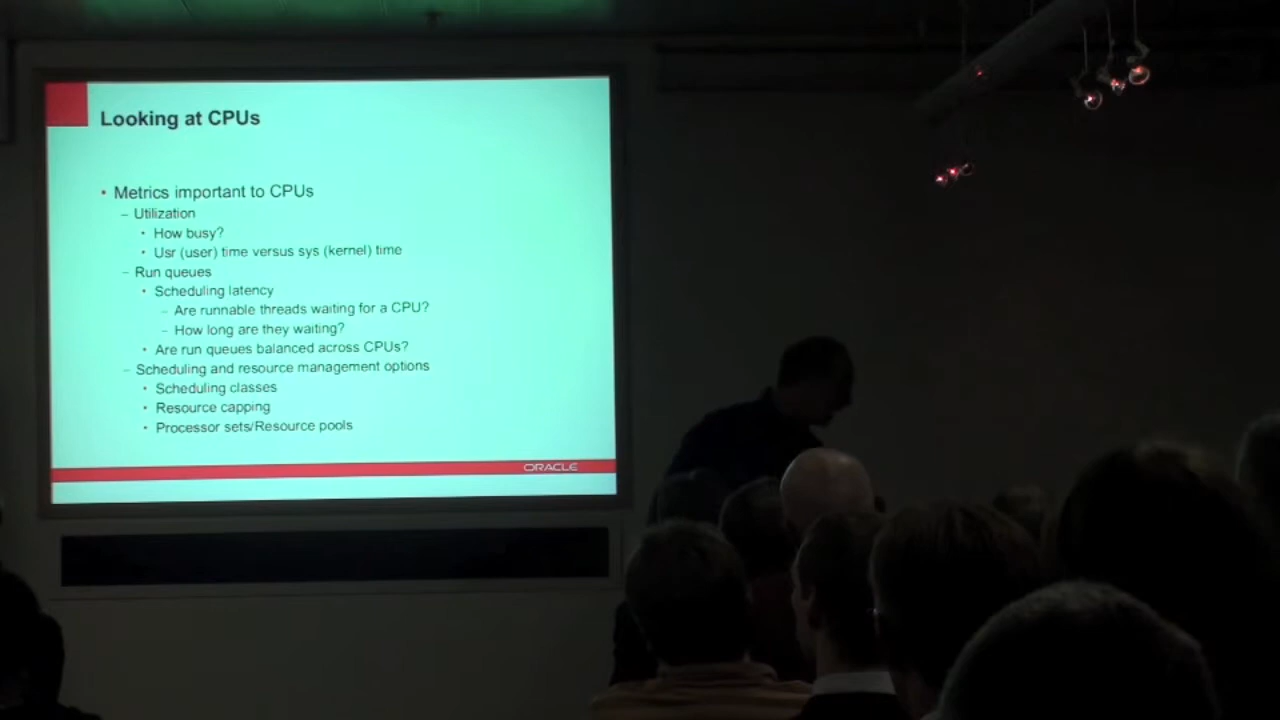 Looking at CPUs
• Metrics important to CPUs
– Utilization
• How busy?
• Usr (user) time versus sys (kernel) time
– Run queues
• Scheduling latency
– Are runnable threads waiting for a CPU?
– How long are they waiting?
• Are run queues balanced across CPUs?
– Scheduling and resource management options
• Scheduling classes
• Resource capping
• Processor sets/Resource pools
ORACLE